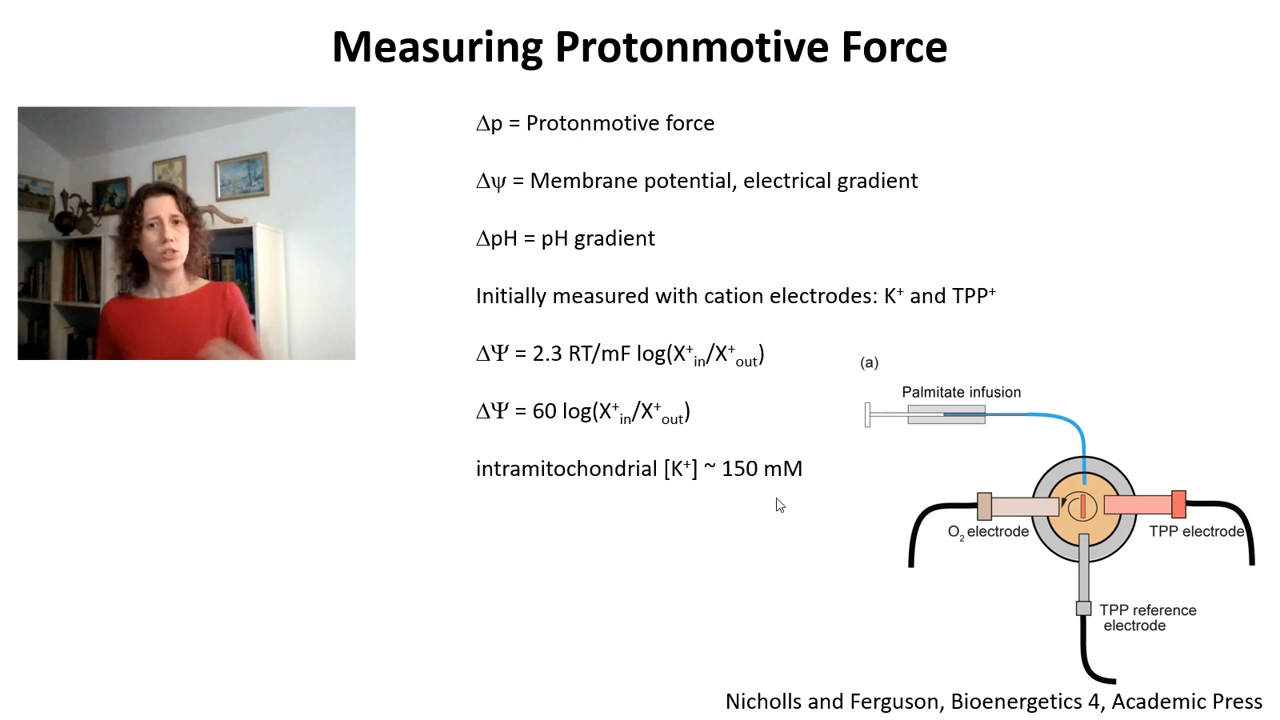 Measuring Protonmotive Force
Δp = Protonmotive force
Δψ = Membrane potential, electrical gradient
ΔpH = pH gradient
Initially measured with cation electrodes: K⁺ and TPP⁺
ΔΨ = 2.3 RT/mF log(X⁺in/X⁺out)
ΔΨ = 60 log(X⁺in/X⁺out)
intramitochondrial [K⁺] ~ 150 mM
(a)
Palmitate infusion
O₂ electrode
TPP electrode
TPP reference
electrode
Nicholls and Ferguson, Bioenergetics 4, Academic Press